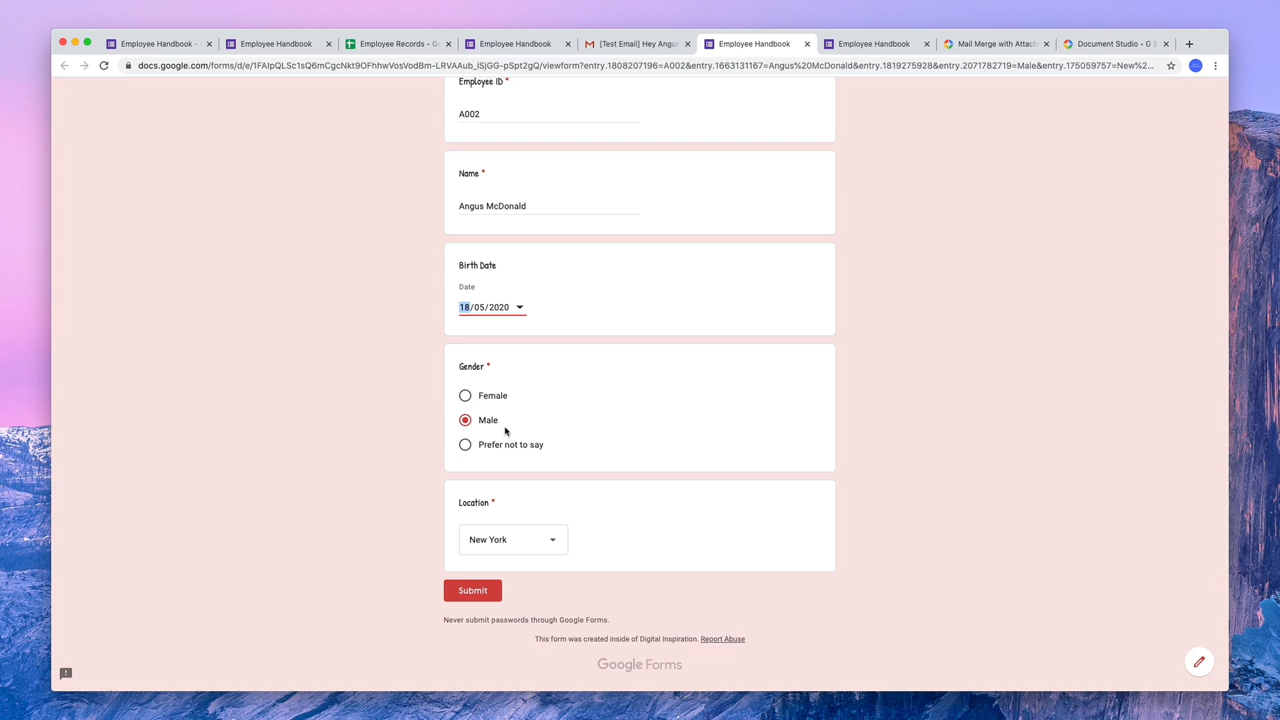 Employee Handbook -
Employee Handbook
Employee Records - Go
Employee Handbook
[Test Email] Hey Angus
Employee Handbook
Employee Handbook
Mail Merge with Attach
Document Studio - G S
docs.google.com/forms/d/e/1FAIpQLSc1sQ6mCgcNkt9OFhhwVosVodBm-LRVAAub_iSjGG-pSpt2gQ/viewform?entry.1808207196=A002&entry.1663131167=Angus%20McDonald&entry.1819275928&entry.2071782719=Male&entry.175059757=New%2...
Employee ID *
A002
Name *
Angus McDonald
Birth Date
Date
18/05/2020
Gender *
Female
Male
Prefer not to say
Location *
New York
Submit
Never submit passwords through Google Forms.
This form was created inside of Digital Inspiration. Report Abuse
Google Forms